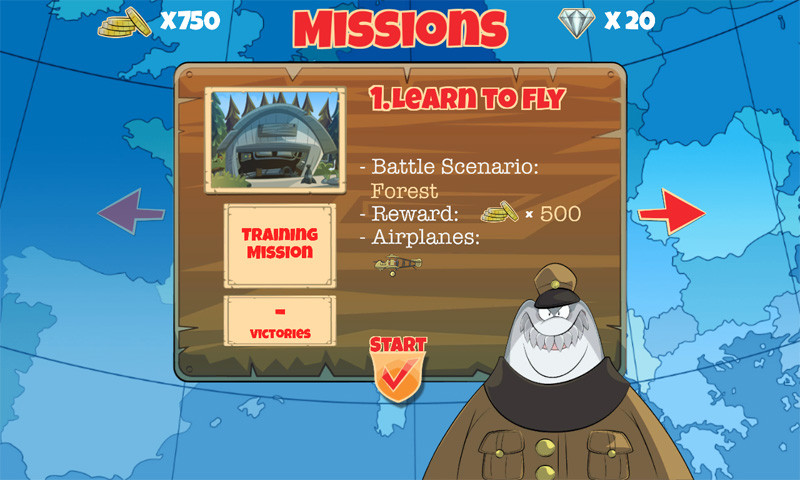 x750
Missions
x 20
1.Learn to Fly
- Battle Scenario:
Forest
- Reward: × 500
- Airplanes:
Training
Mission
-
Victories
Start